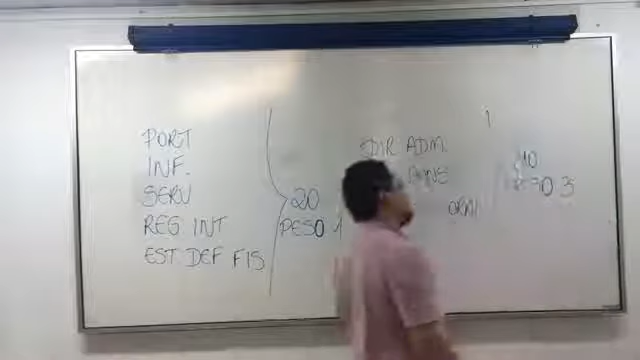 PORT
INF.
SERV
REG INT
EST DEF FIS
20
PESO 1
DIR ADM.
10